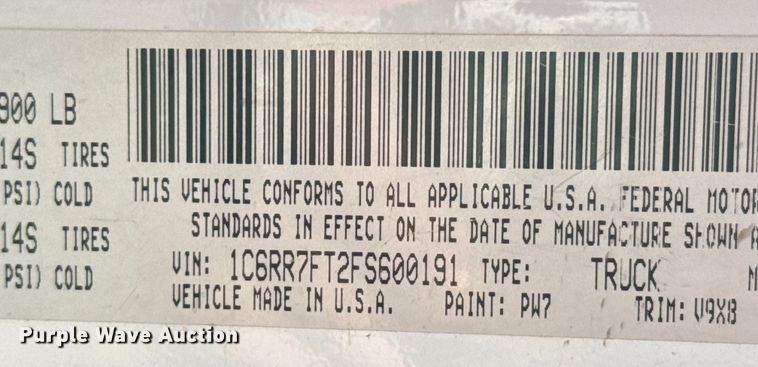 900 LB
14S TIRES
PSI) COLD
14S TIRES
PSI) COLD
THIS VEHICLE CONFORMS TO ALL APPLICABLE U.S.A. FEDERAL MOTOR
STANDARDS IN EFFECT ON THE DATE OF MANUFACTURE SHOWN A
VIN: 1C6RR7FT2FS600191 TYPE: TRUCK M
VEHICLE MADE IN U.S.A. PAINT: PW7 TRIM: V9X8
Purple Wave Auction